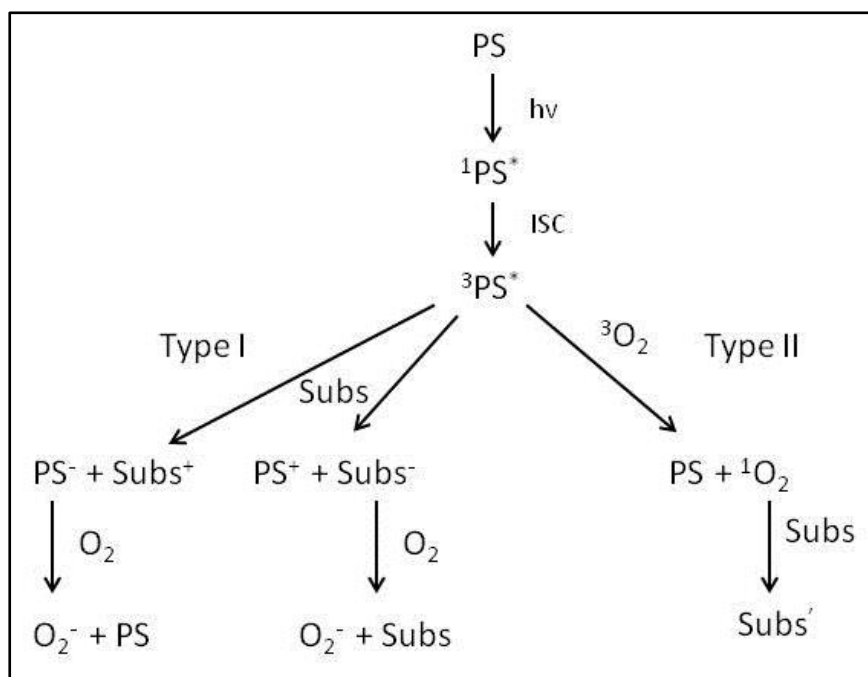 PS
hν
¹PS*
ISC
³PS*
Type I
Subs
³O₂
Type II
PS⁻ + Subs⁺
PS⁺ + Subs⁻
PS + ¹O₂
O₂
O₂
Subs
O₂⁻ + PS
O₂⁻ + Subs
Subs′